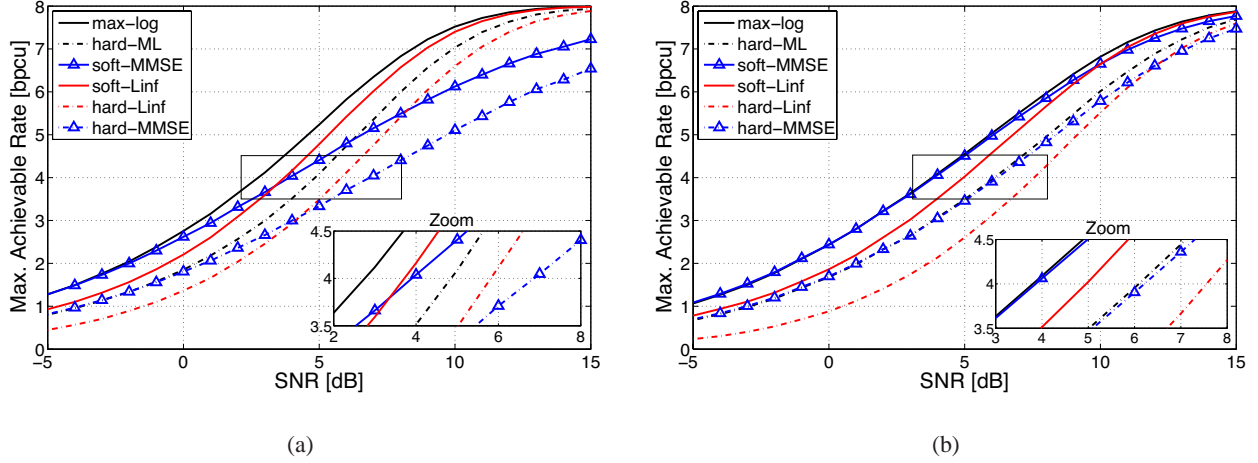 max-log
hard-ML
soft-MMSE
soft-Linf
hard-Linf
hard-MMSE
Max. Achievable Rate [bpcu]
8
7
6
5
4
3
2
1
0
-5
0
5
10
15
SNR [dB]
Zoom
4.5
4
3.5
2
4
6
8
(a)
max-log
hard-ML
soft-MMSE
soft-Linf
hard-Linf
hard-MMSE
Max. Achievable Rate [bpcu]
8
7
6
5
4
3
2
1
0
-5
0
5
10
15
SNR [dB]
Zoom
4.5
4
3.5
3
4
5
6
7
8
(b)